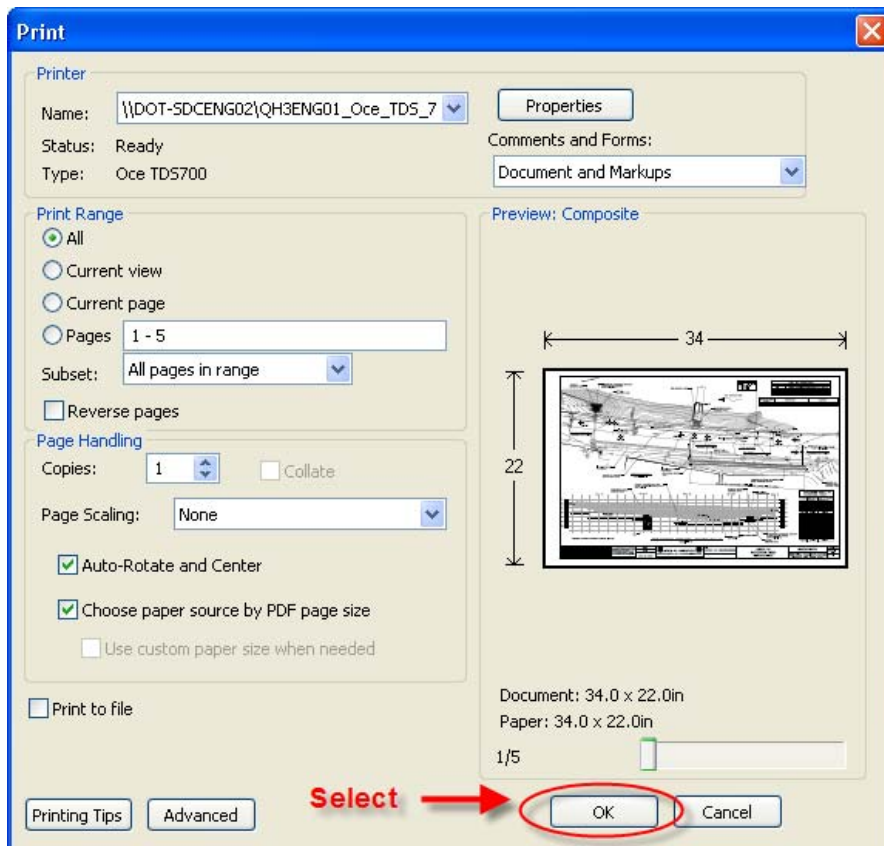 Print
Printer
Name: \\DOT-SDCENG02\QH3ENG01_Oce_TDS_7
Properties
Status: Ready
Comments and Forms:
Type: Oce TDS700
Document and Markups
Print Range
All
Current view
Current page
Pages 1 - 5
Subset: All pages in range
Reverse pages
Page Handling
Copies: 1 Collate
Page Scaling: None
Auto-Rotate and Center
Choose paper source by PDF page size
Use custom paper size when needed
Print to file
Preview: Composite
34
22
Document: 34.0 x 22.0in
Paper: 34.0 x 22.0in
1/5
Printing Tips
Advanced
Select
OK
Cancel